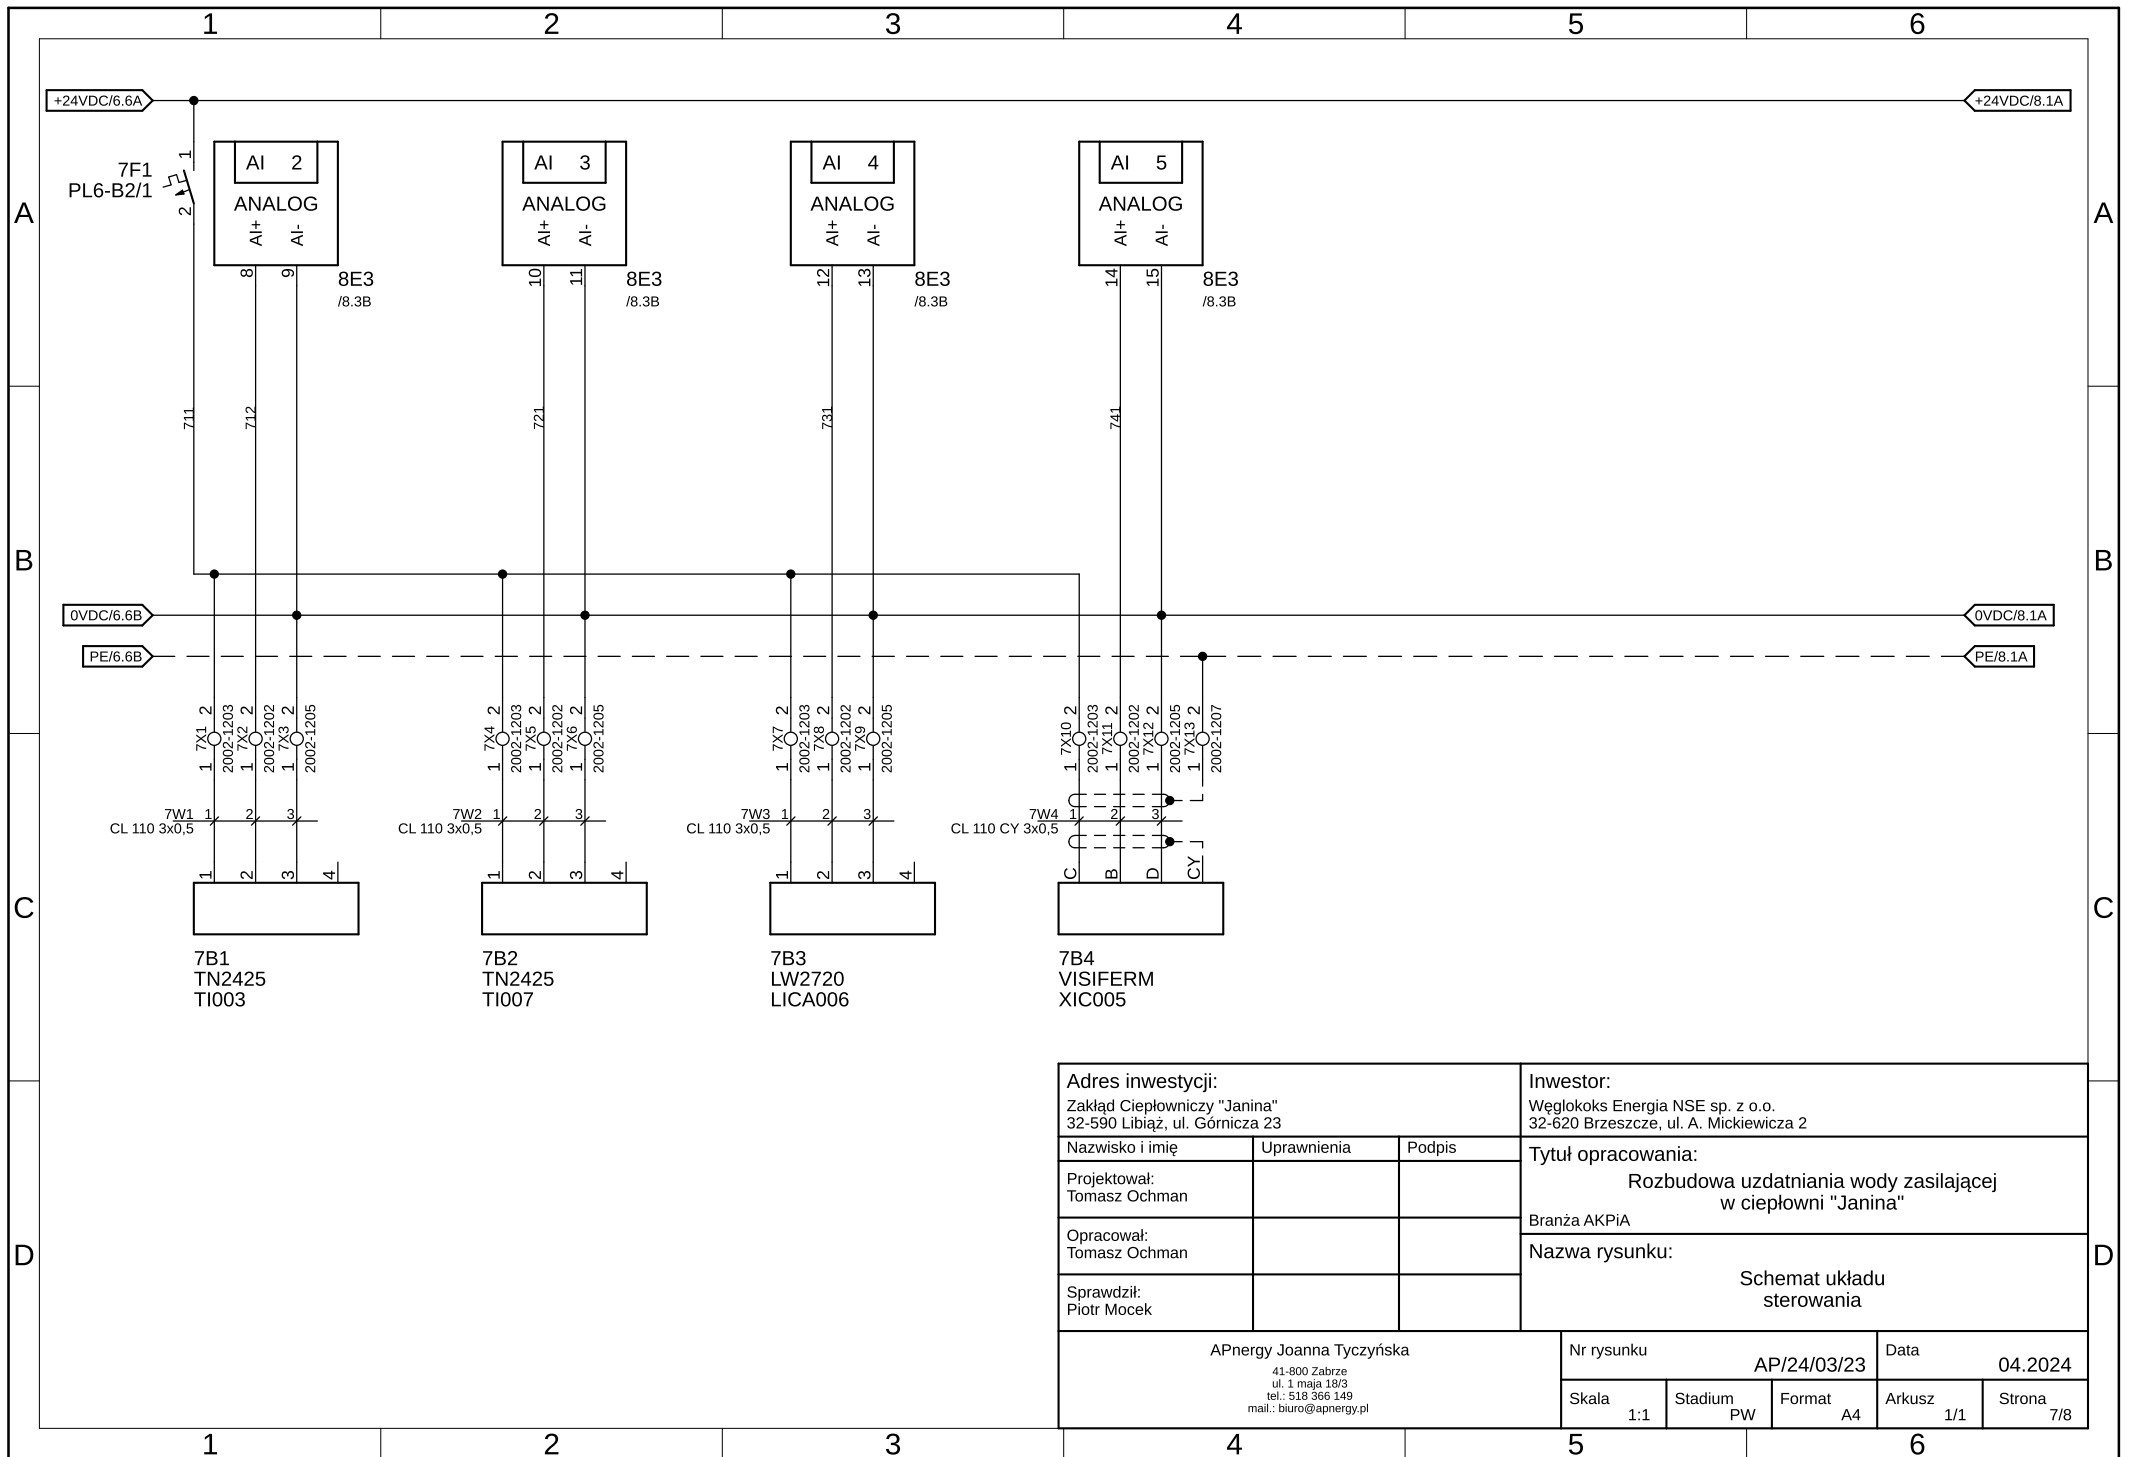 1 2 3 4 5 6
+24VDC/6.6A +24VDC/8.1A
7F1
PL6-B2/1
1
2
AI 2
ANALOG
AI+ AI-
8 9
8E3
/8.3B
AI 3
ANALOG
AI+ AI-
10 11
8E3
/8.3B
AI 4
ANALOG
AI+ AI-
12 13
8E3
/8.3B
AI 5
ANALOG
AI+ AI-
14 15
8E3
/8.3B
A A
711 712 721 731 741
B B
0VDC/6.6B 0VDC/8.1A
PE/6.6B PE/8.1A
2 2 2 2 2 2 2 2 2 2 2 2 2
7X1 2002-1203 7X2 2002-1202 7X3 2002-1205
7X4 2002-1203 7X5 2002-1202 7X6 2002-1205
7X7 2002-1203 7X8 2002-1202 7X9 2002-1205
7X10 2002-1203 7X11 2002-1202 7X12 2002-1205 7X13 2002-1207
1 1 1 1 1 1 1 1 1 1 1 1 1
7W1 1 2 3
CL 110 3x0,5
7W2 1 2 3
CL 110 3x0,5
7W3 1 2 3
CL 110 3x0,5
7W4 1 2 3
CL 110 CY 3x0,5
1 2 3 4
1 2 3 4
1 2 3 4
C B D CY
C C
7B1
TN2425
TI003
7B2
TN2425
TI007
7B3
LW2720
LICA006
7B4
VISIFERM
XIC005
D D
Adres inwestycji:
Zakłąd Ciepłowniczy "Janina"
32-590 Libiąż, ul. Górnicza 23
Inwestor:
Węglokoks Energia NSE sp. z o.o.
32-620 Brzeszcze, ul. A. Mickiewicza 2
Nazwisko i imię Uprawnienia Podpis
Projektował:
Tomasz Ochman
Opracował:
Tomasz Ochman
Sprawdził:
Piotr Mocek
Tytuł opracowania:
Rozbudowa uzdatniania wody zasilającej
w ciepłowni "Janina"
Branża AKPiA
Nazwa rysunku:
Schemat układu
sterowania
APnergy Joanna Tyczyńska
41-800 Zabrze
ul. 1 maja 18/3
tel.: 518 366 149
mail.: biuro@apnergy.pl
Nr rysunku
AP/24/03/23
Data
04.2024
Skala
1:1
Stadium
PW
Format
A4
Arkusz
1/1
Strona
7/8
1 2 3 4 5 6